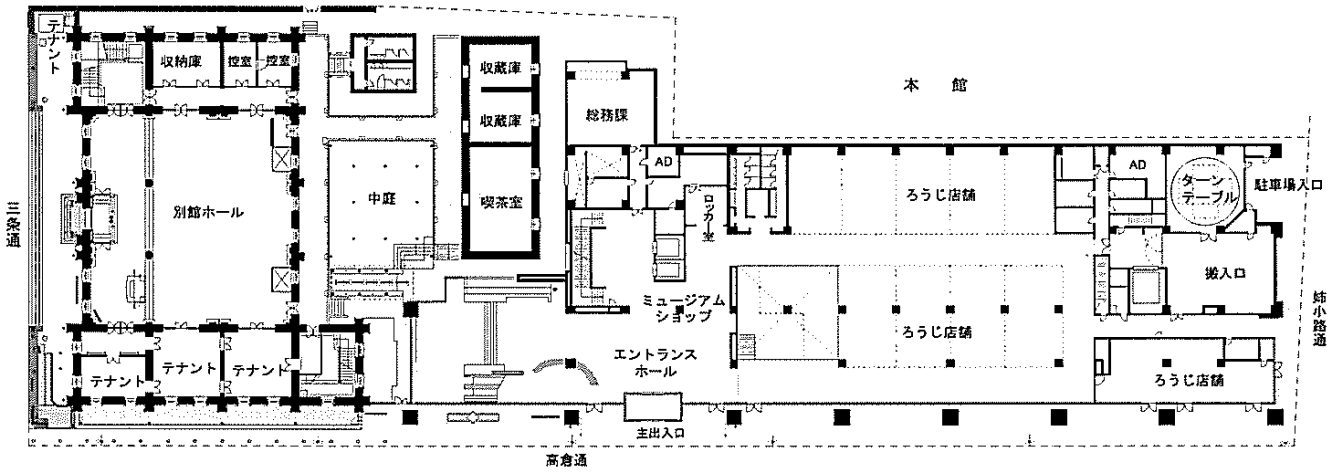 テナント
収納庫
控室
控室
収蔵庫
収蔵庫
喫茶室
総務課
本館
AD
ロッカー室
ろうじ店舗
AD
ターン
テーブル
駐車場入口
三条通
別館ホール
中庭
搬入口
ミュージアム
ショップ
ろうじ店舗
姉小路通
エントランス
ホール
テナント
テナント
テナント
ろうじ店舗
主出入口
高倉通